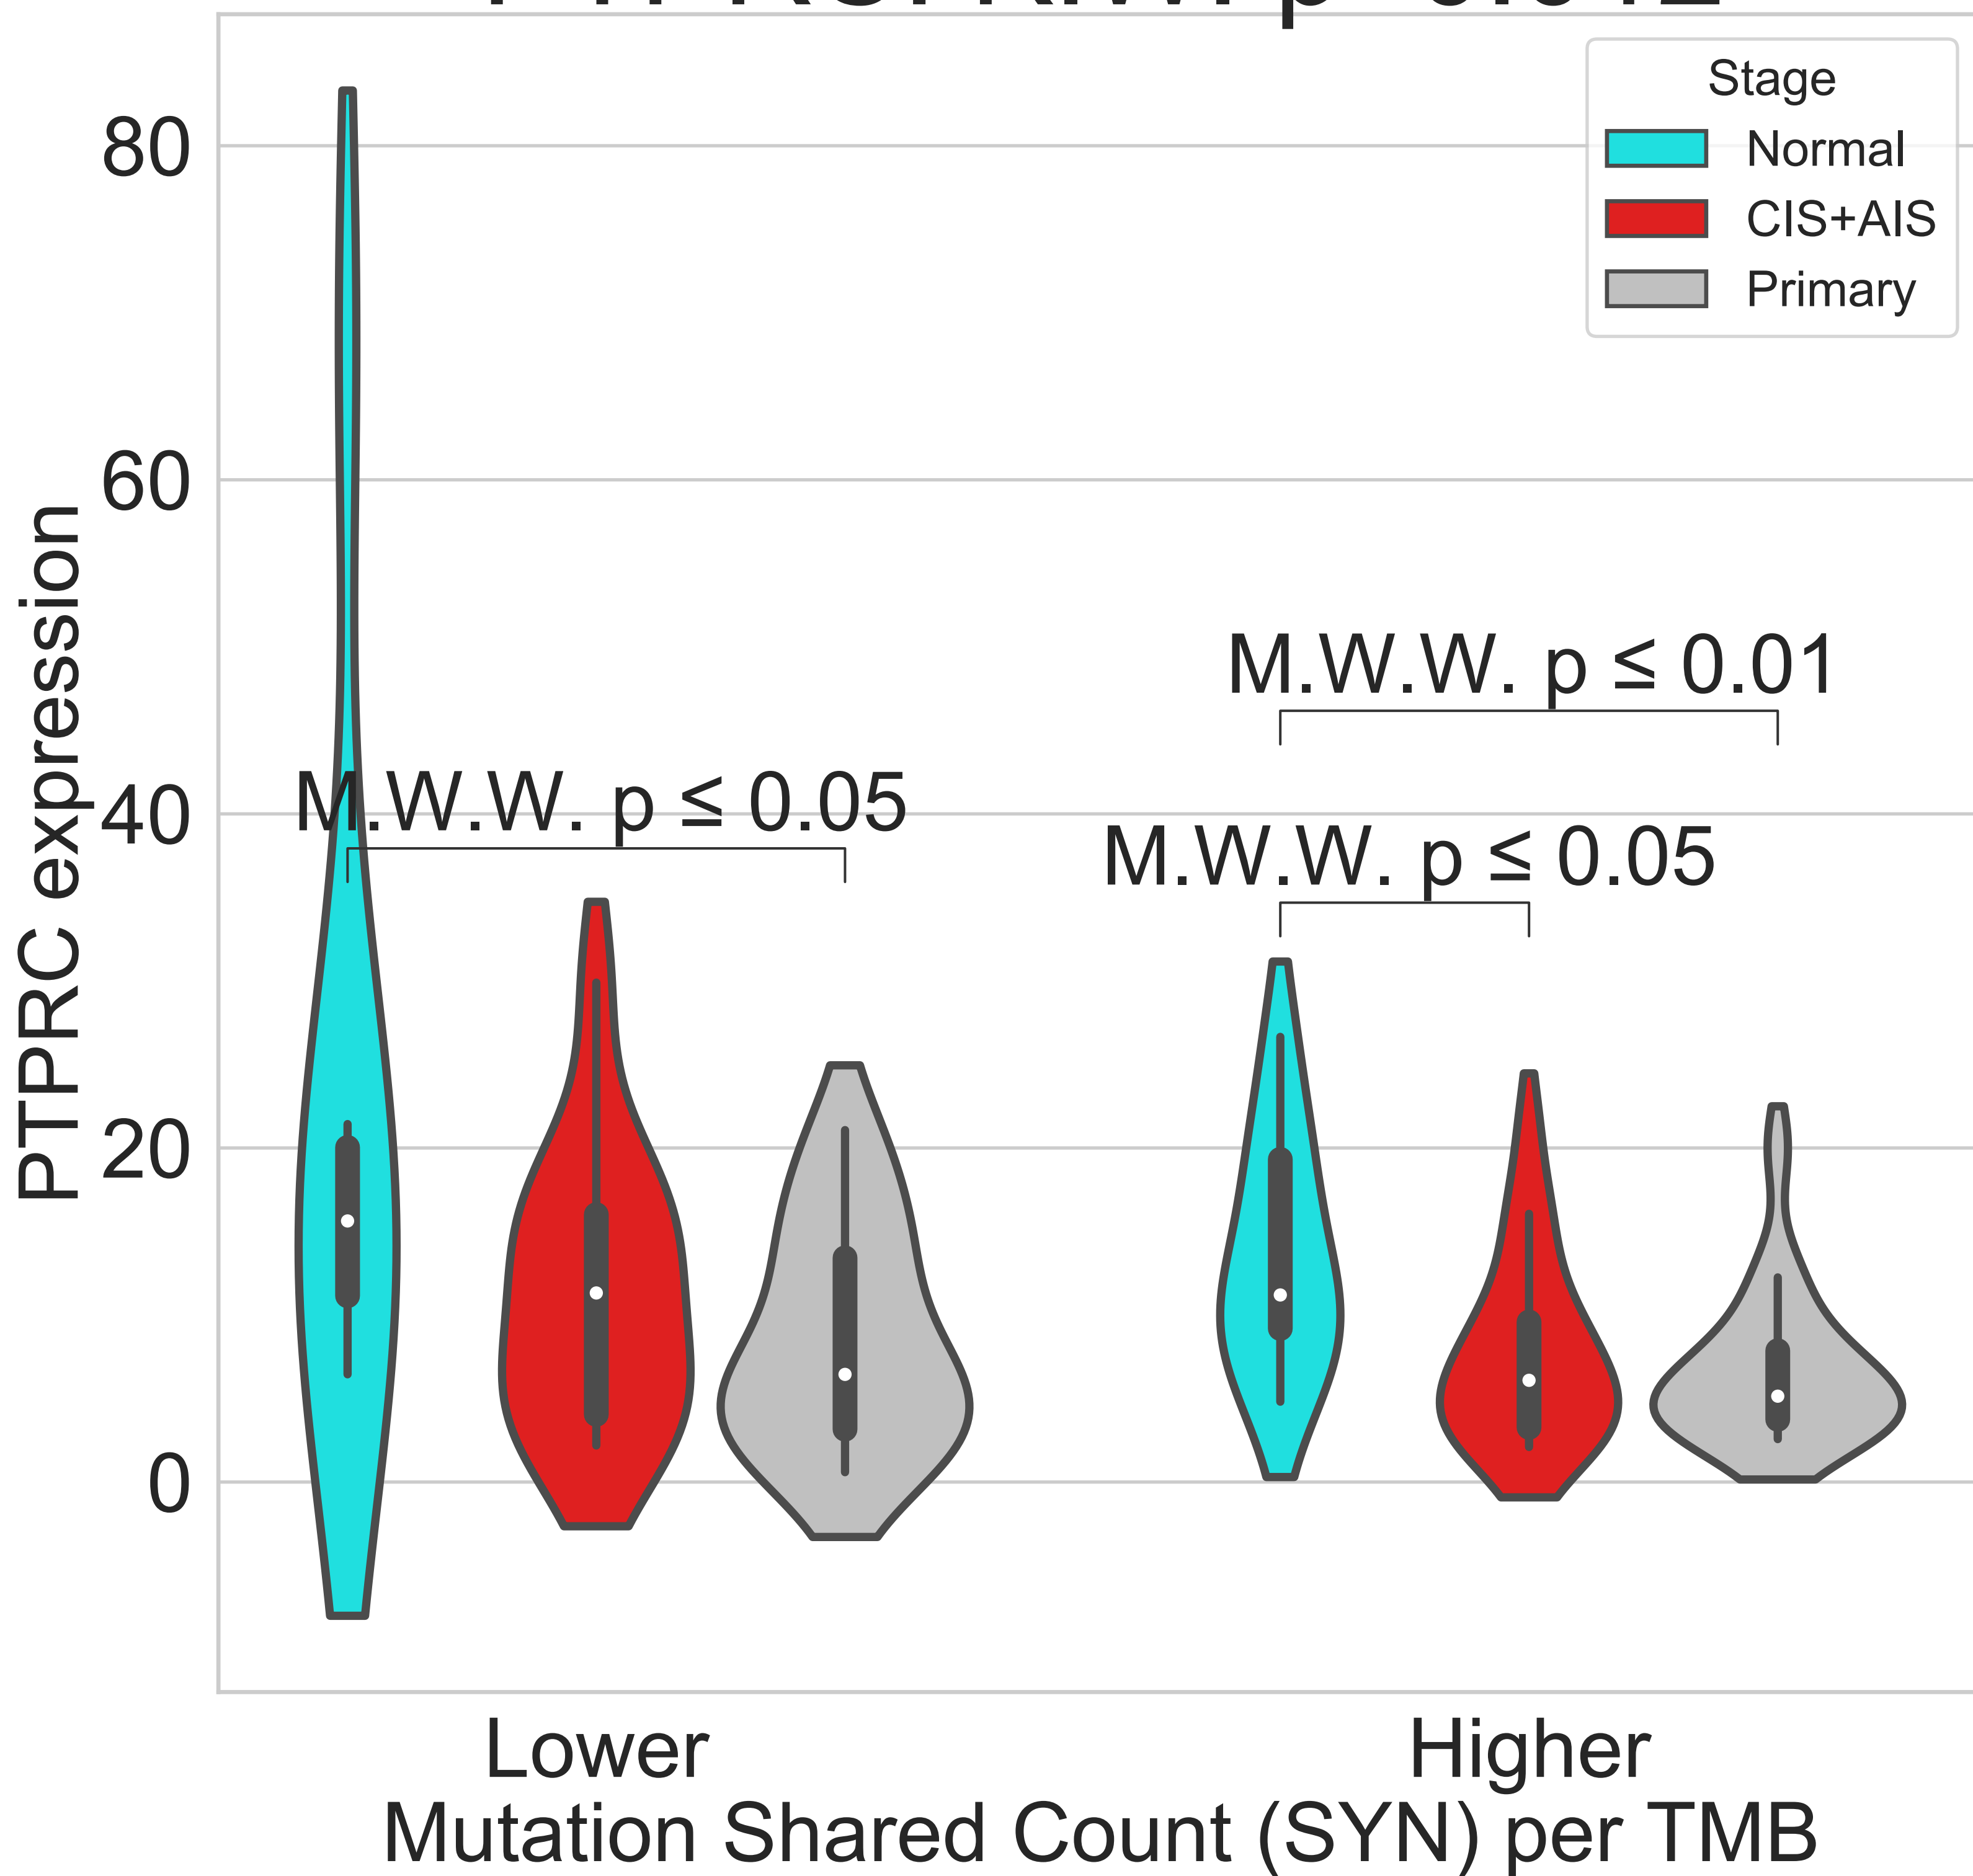 Stage
Normal
CIS+AIS
Primary
80
60
40
20
0
PTPRC expression
M.W.W. p ≤ 0.01
M.W.W. p ≤ 0.05
M.W.W. p ≤ 0.05
Lower
Higher
Mutation Shared Count (SYN) per TMB